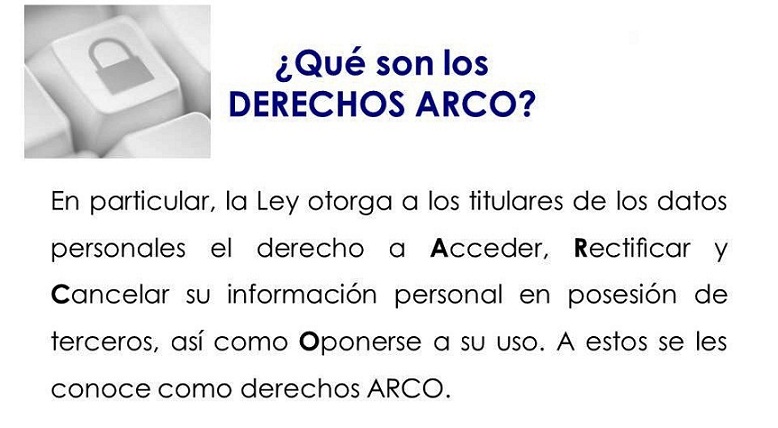 ¿Qué son los
DERECHOS ARCO?
En particular, la Ley otorga a los titulares de los datos
personales el derecho a Acceder, Rectificar y
Cancelar su información personal en posesión de
terceros, así como Oponerse a su uso. A estos se les
conoce como derechos ARCO.